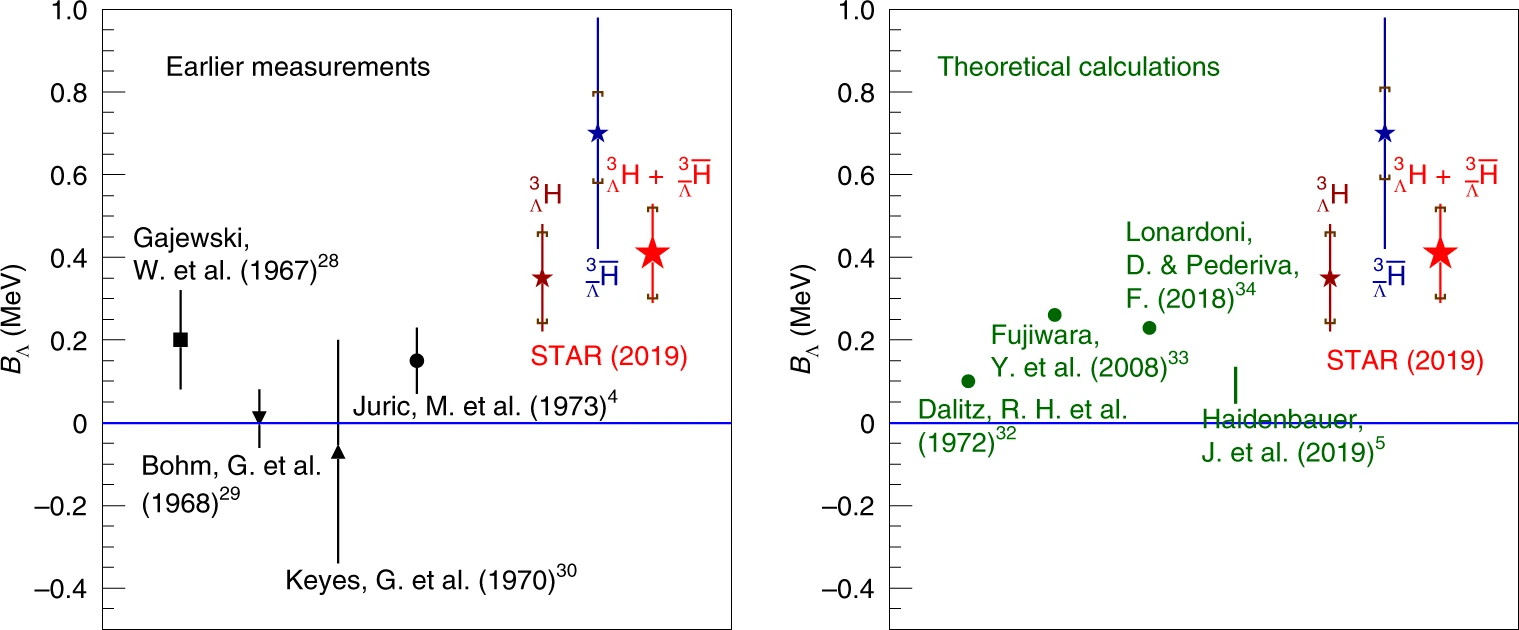 Earlier measurements
1.0
0.8
0.6
0.4
0.2
0
–0.2
–0.4
B_Λ (MeV)
Gajewski,
W. et al. (1967)^28
Bohm, G. et al.
(1968)^29
Keyes, G. et al. (1970)^30
Juric, M. et al. (1973)^4
^3_ΛH
^3_Λ̅H̅
^3_ΛH + ^3_Λ̅H̅
STAR (2019)
Theoretical calculations
1.0
0.8
0.6
0.4
0.2
0
–0.2
–0.4
B_Λ (MeV)
Dalitz, R. H. et al.
(1972)^32
Fujiwara,
Y. et al. (2008)^33
Lonardoni,
D. & Pederiva,
F. (2018)^34
Haidenbauer,
J. et al. (2019)^5
^3_ΛH
^3_Λ̅H̅
^3_ΛH + ^3_Λ̅H̅
STAR (2019)